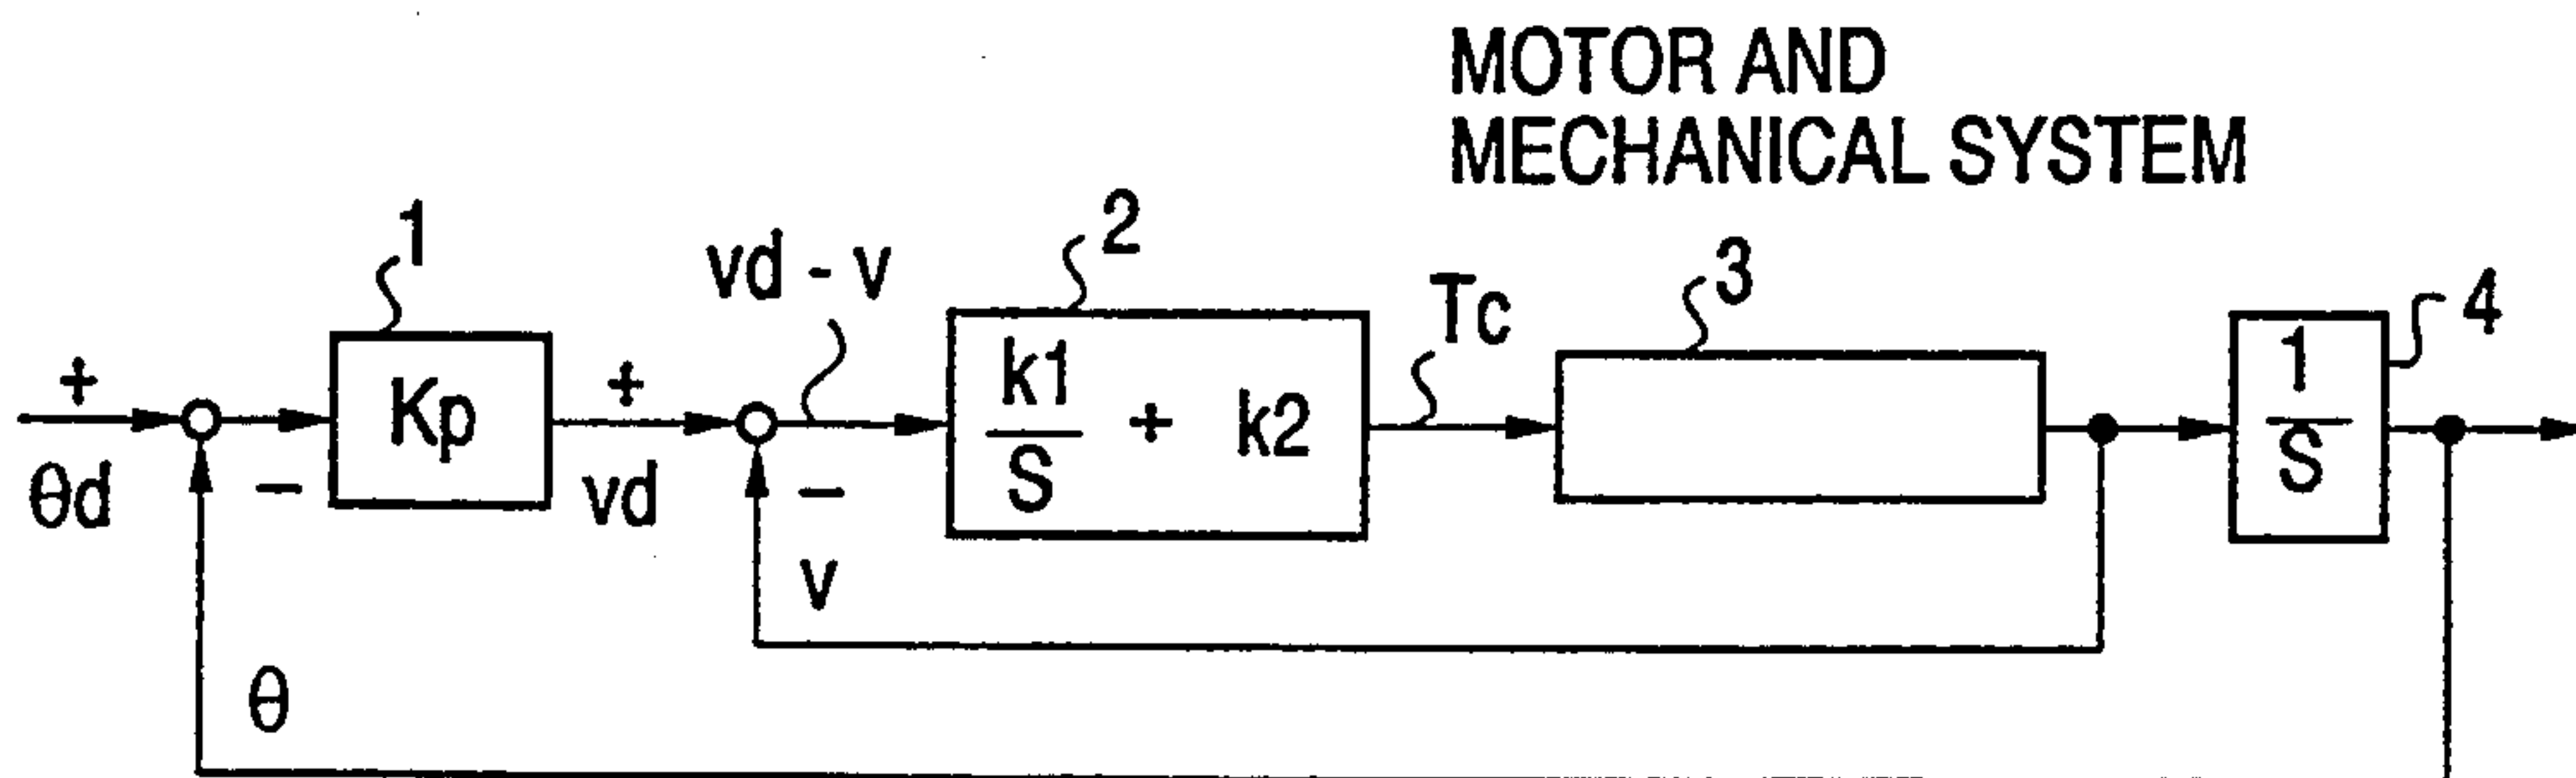 MOTOR AND
MECHANICAL SYSTEM
1
vd - v
2
Tc
3
4
+
θd
−
Kp
+
vd
−
v
k1
S
+ k2
1
S
θ